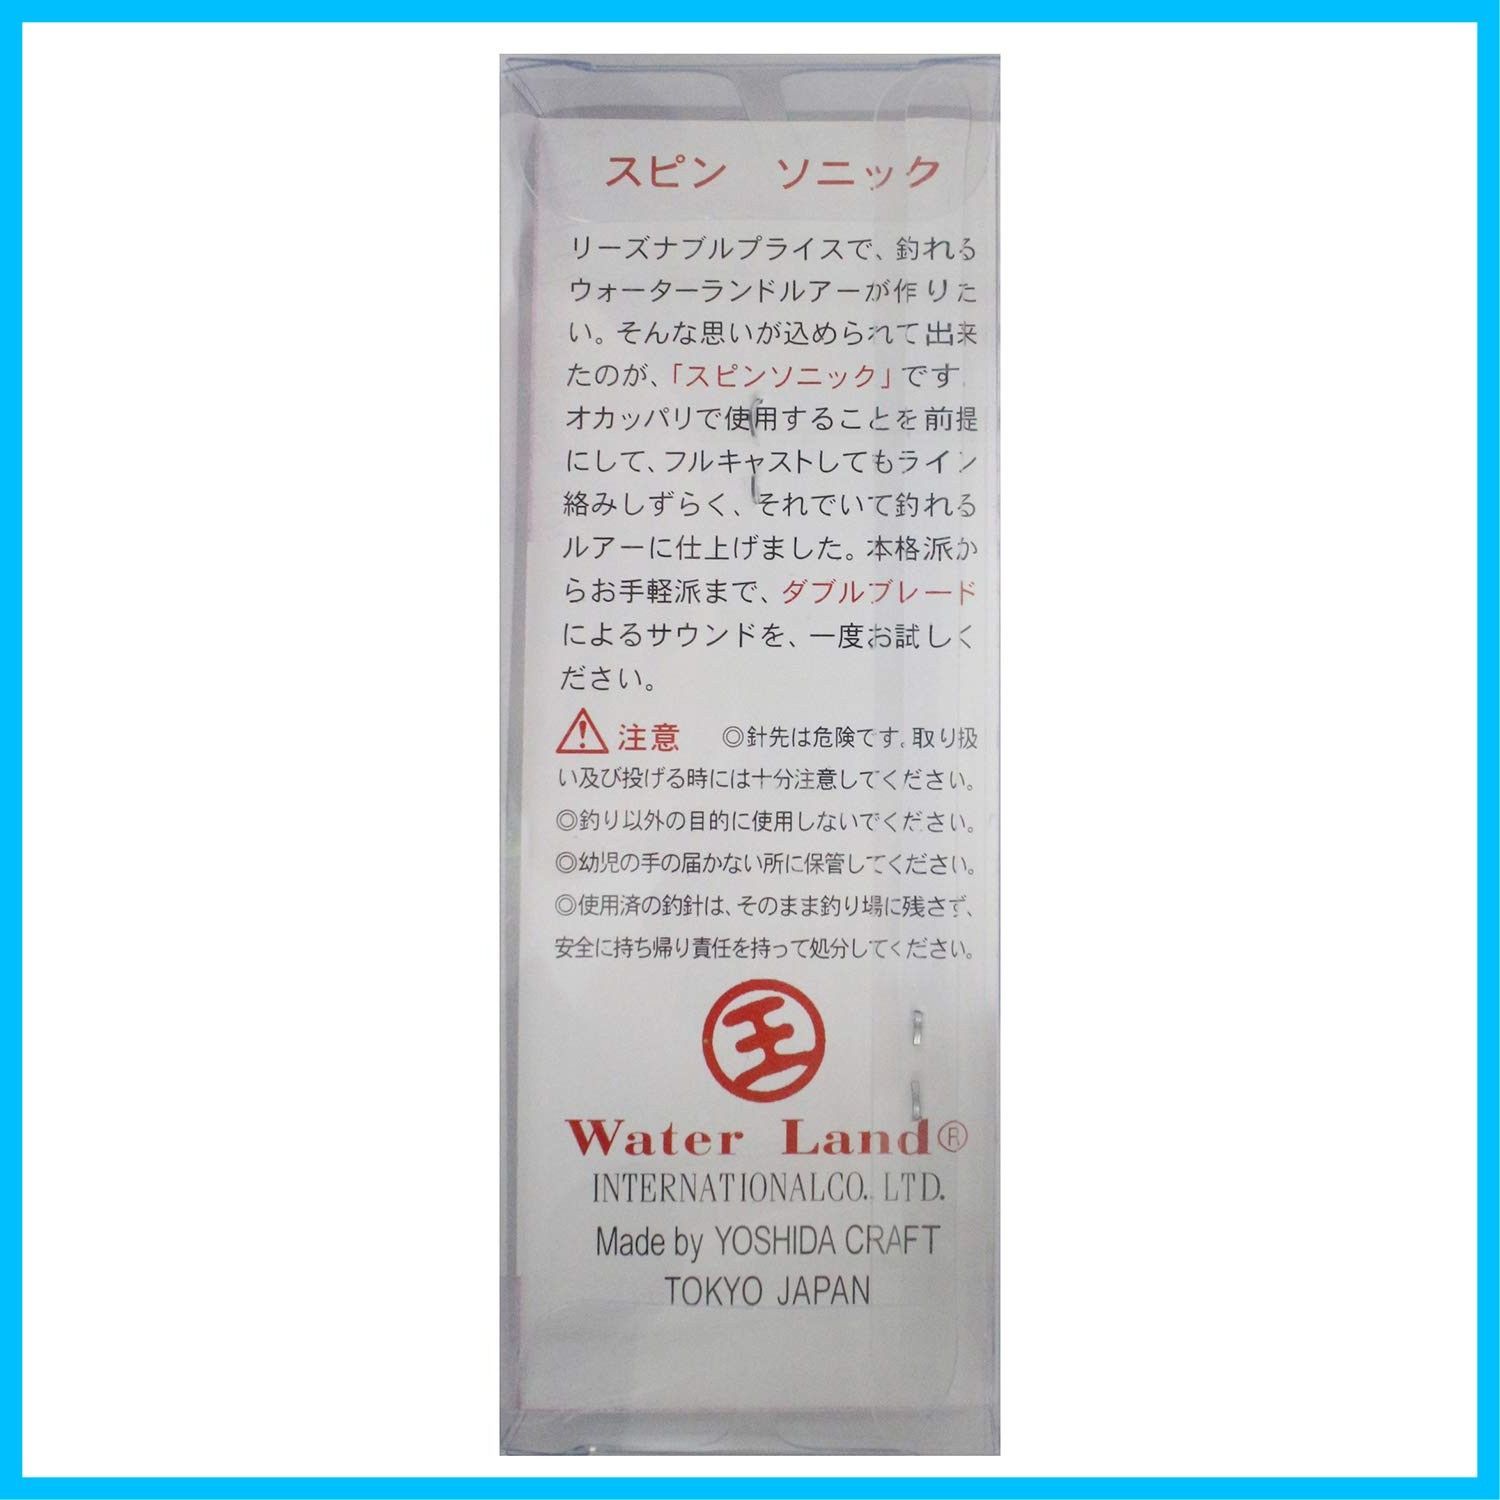 スピン　ソニック
リーズナブルプライスで、釣れる
ウォーターランドルアーが作りた
い。そんな思いが込められて出来
たのが、「スピンソニック」です。
オカッパリで使用することを前提
にして、フルキャストしてもライン
絡みしずらく、それでいて釣れる
ルアーに仕上げました。本格派か
らお手軽派まで、ダブルブレード
によるサウンドを、一度お試しく
ださい。
注意　◎針先は危険です。取り扱
い及び投げる時には十分注意してください。
◎釣り以外の目的に使用しないでください。
◎幼児の手の届かない所に保管してください。
◎使用済の釣針は、そのまま釣り場に残さず、
安全に持ち帰り責任を持って処分してください。
王
Water Land®
INTERNATIONALCO., LTD.
Made by YOSHIDA CRAFT
TOKYO JAPAN